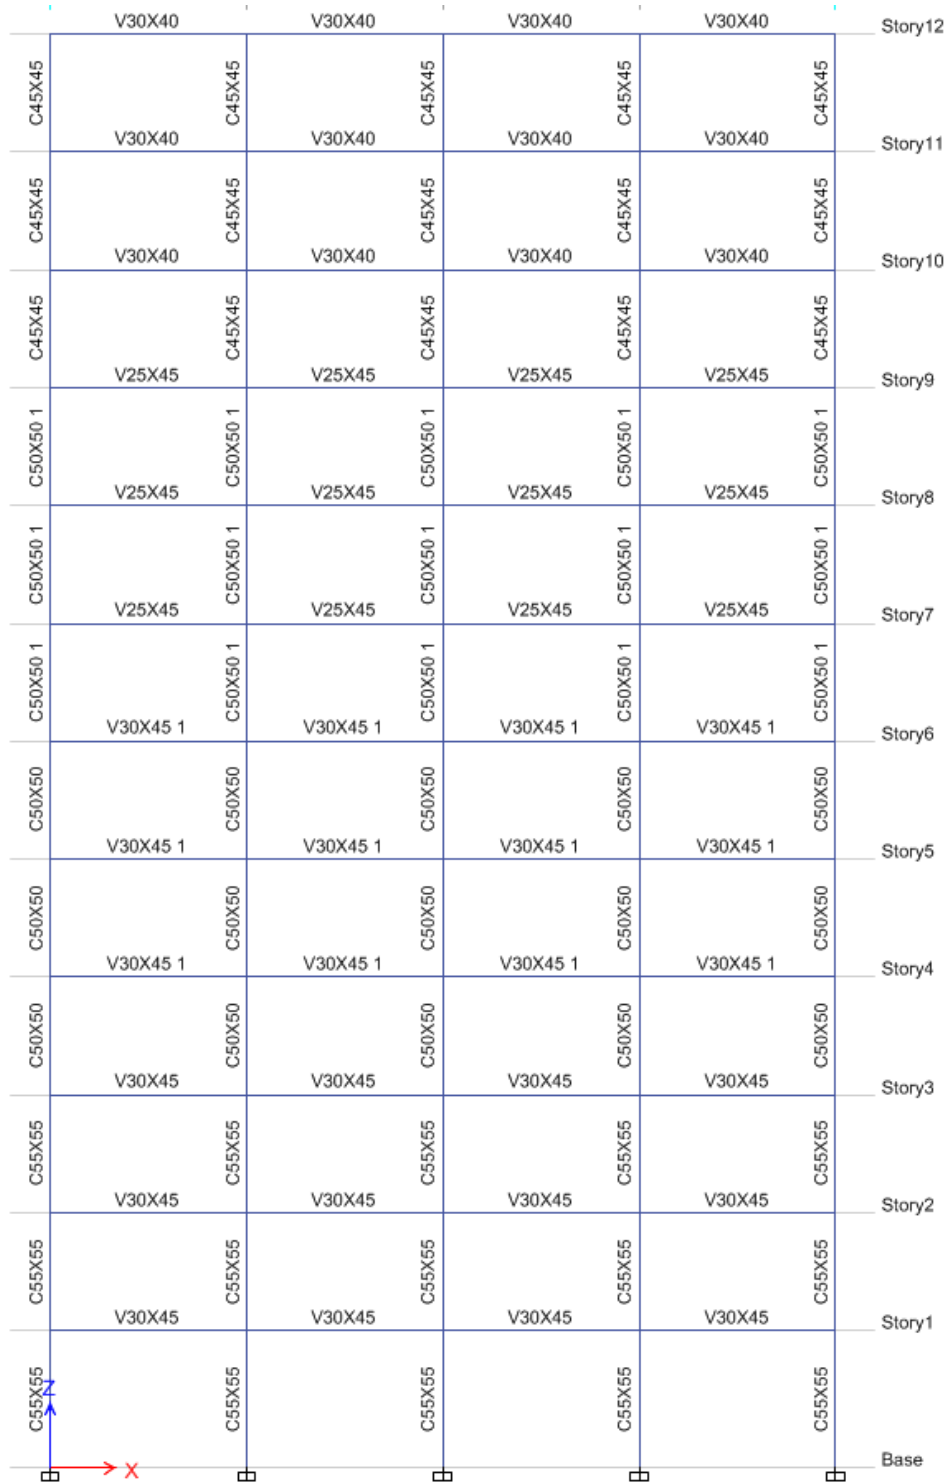 V30X40 V30X40 V30X40 V30X40 Story12
C45X45 C45X45 C45X45 C45X45 C45X45
V30X40 V30X40 V30X40 V30X40 Story11
C45X45 C45X45 C45X45 C45X45 C45X45
V30X40 V30X40 V30X40 V30X40 Story10
C45X45 C45X45 C45X45 C45X45 C45X45
V25X45 V25X45 V25X45 V25X45 Story9
C50X50 1 C50X50 1 C50X50 1 C50X50 1 C50X50 1
V25X45 V25X45 V25X45 V25X45 Story8
C50X50 1 C50X50 1 C50X50 1 C50X50 1 C50X50 1
V25X45 V25X45 V25X45 V25X45 Story7
C50X50 1 C50X50 1 C50X50 1 C50X50 1 C50X50 1
V30X45 1 V30X45 1 V30X45 1 V30X45 1 Story6
C50X50 C50X50 C50X50 C50X50 C50X50
V30X45 1 V30X45 1 V30X45 1 V30X45 1 Story5
C50X50 C50X50 C50X50 C50X50 C50X50
V30X45 1 V30X45 1 V30X45 1 V30X45 1 Story4
C50X50 C50X50 C50X50 C50X50 C50X50
V30X45 V30X45 V30X45 V30X45 Story3
C55X55 C55X55 C55X55 C55X55 C55X55
V30X45 V30X45 V30X45 V30X45 Story2
C55X55 C55X55 C55X55 C55X55 C55X55
V30X45 V30X45 V30X45 V30X45 Story1
C55X55 C55X55 C55X55 C55X55 C55X55
Z
X Base